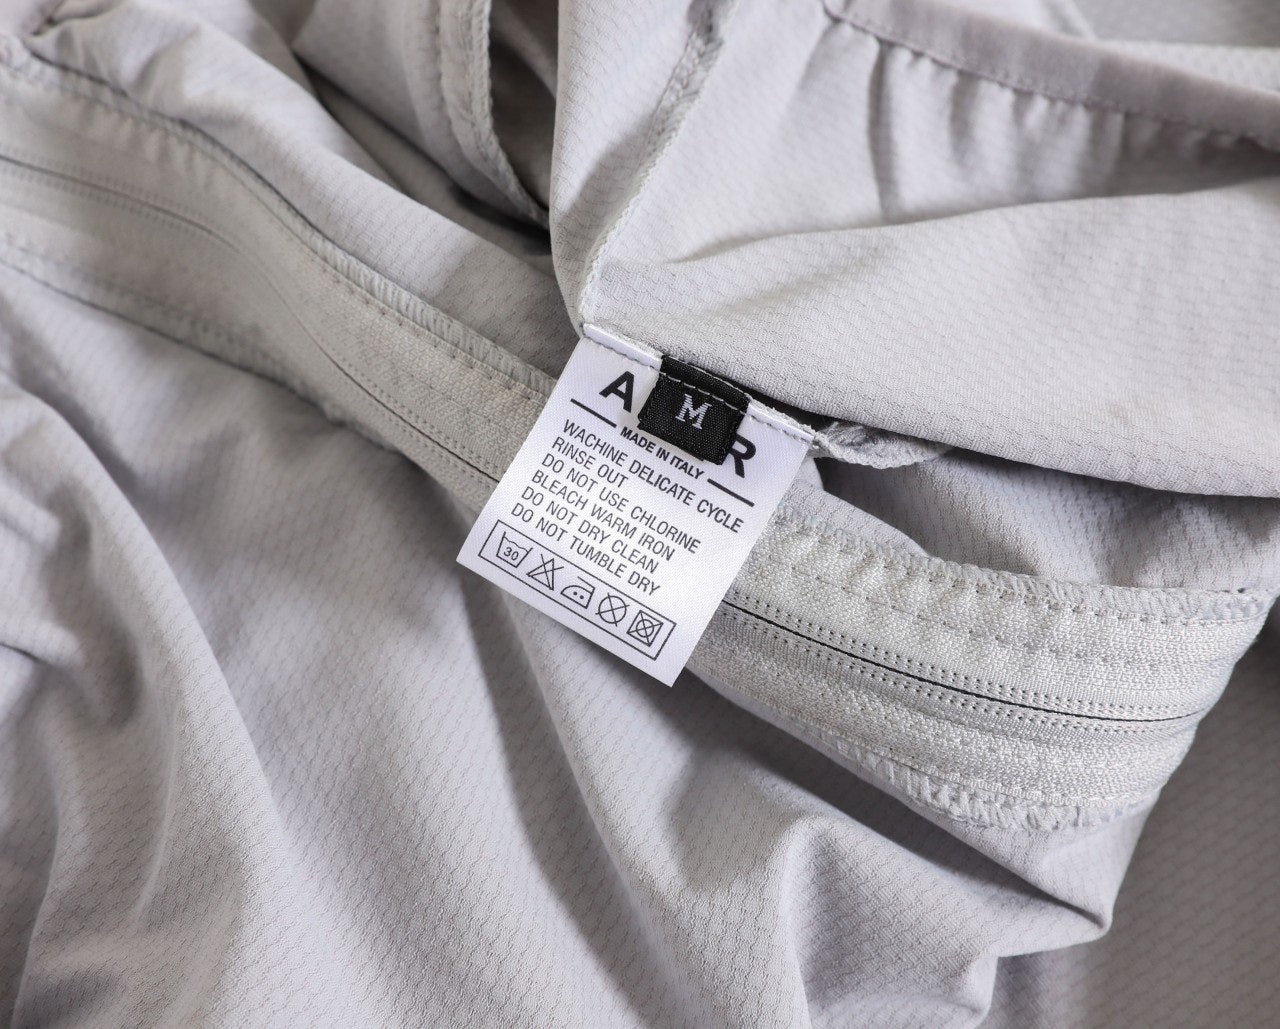 M
MADE IN ITALY
WACHINE DELICATE CYCLE
RINSE OUT
DO NOT USE CHLORINE
BLEACH WARM IRON
DO NOT DRY CLEAN
DO NOT TUMBLE DRY
30